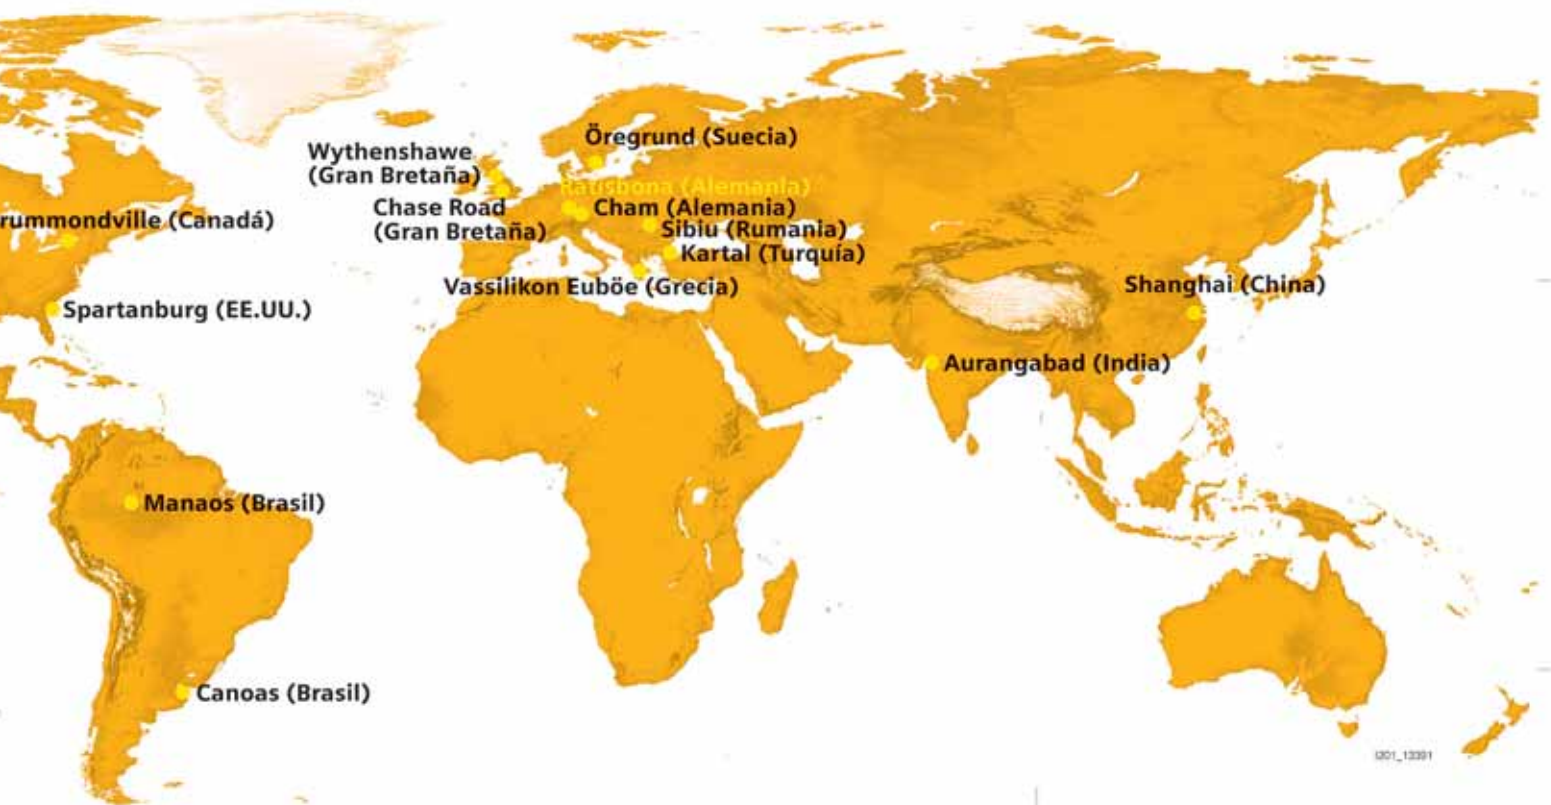 Öregrund (Suecia)
Wythenshawe
(Gran Bretaña)
Ratisbona (Alemania)
Chase Road
(Gran Bretaña)
Cham (Alemania)
rummondville (Canadá)
Sibiu (Rumania)
Kartal (Turquía)
Vassilikon Euböe (Grecia)
Shanghai (China)
Spartanburg (EE.UU.)
Aurangabad (India)
Manaos (Brasil)
Canoas (Brasil)
I201_13391